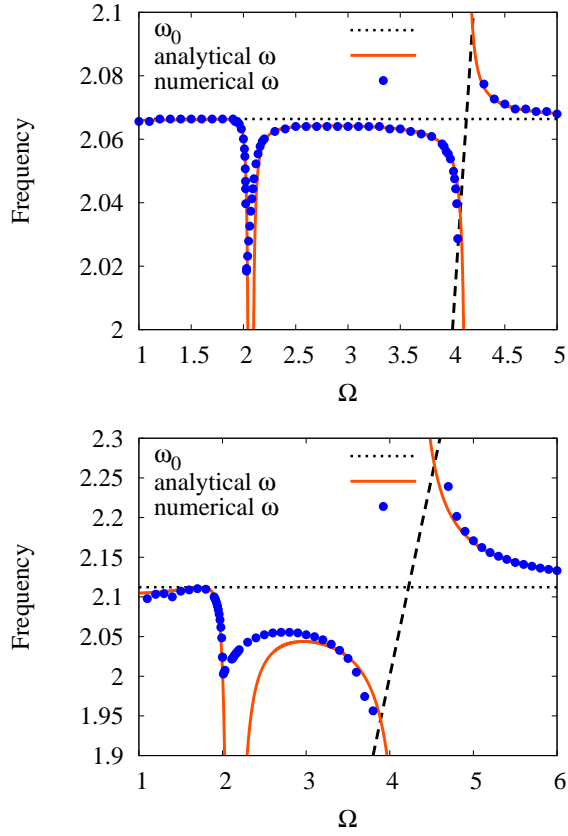 2.1
2.08
2.06
2.04
2.02
2
Frequency
ω₀
analytical ω
numerical ω
1 1.5 2 2.5 3 3.5 4 4.5 5
Ω
2.3
2.25
2.2
2.15
2.1
2.05
2
1.95
1.9
Frequency
ω₀
analytical ω
numerical ω
1 2 3 4 5 6
Ω